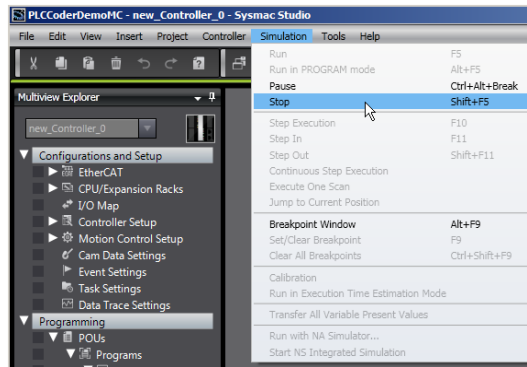 PLCCoderDemoMC - new_Controller_0 - Sysmac Studio
File Edit View Insert Project Controller Simulation Tools Help
Run F5
Run in PROGRAM mode Alt+F5
Pause Ctrl+Alt+Break
Stop Shift+F5
Step Execution F10
Step In F11
Step Out Shift+F11
Continuous Step Execution
Execute One Scan
Jump to Current Position
Breakpoint Window Alt+F9
Set/Clear Breakpoint F9
Clear All Breakpoints Ctrl+Shift+F9
Calibration
Run in Execution Time Estimation Mode
Transfer All Variable Present Values
Run with NA Simulator...
Start NS Integrated Simulation
Multiview Explorer
new_Controller_0
Configurations and Setup
EtherCAT
CPU/Expansion Racks
I/O Map
Controller Setup
Motion Control Setup
Cam Data Settings
Event Settings
Task Settings
Data Trace Settings
Programming
POUs
Programs